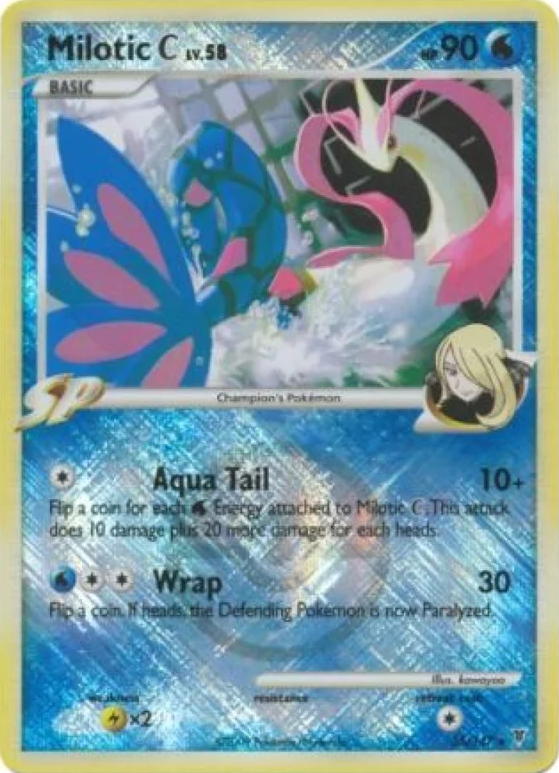 Milotic C LV.58
HP 90
BASIC
SP
Champion's Pokémon
Aqua Tail 10+
Flip a coin for each Energy attached to Milotic C. This attack
does 10 damage plus 20 more damage for each heads.
Wrap 30
Flip a coin. If heads, the Defending Pokémon is now Paralyzed.
Illus. kawayoo
weakness resistance retreat cost
×2
Pokémon/Nintendo